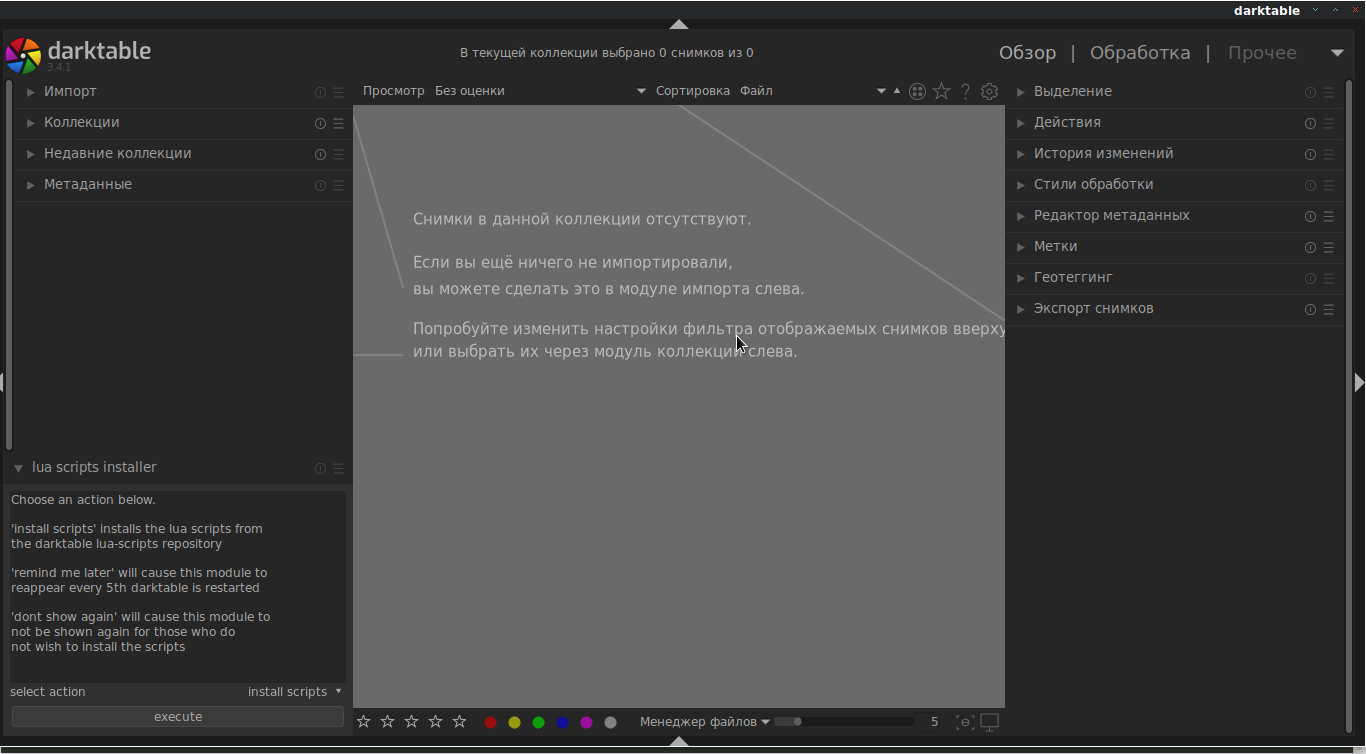 darktable
darktable
3.4.1
В текущей коллекции выбрано 0 снимков из 0
Обзор | Обработка | Прочее
Импорт
Коллекции
Недавние коллекции
Метаданные
Просмотр Без оценки Сортировка Файл
Снимки в данной коллекции отсутствуют.
Если вы ещё ничего не импортировали,
вы можете сделать это в модуле импорта слева.
Попробуйте изменить настройки фильтра отображаемых снимков вверху
или выбрать их через модуль коллекций слева.
Выделение
Действия
История изменений
Стили обработки
Редактор метаданных
Метки
Геотеггинг
Экспорт снимков
lua scripts installer
Choose an action below.
'install scripts' installs the lua scripts from
the darktable lua-scripts repository
'remind me later' will cause this module to
reappear every 5th darktable is restarted
'dont show again' will cause this module to
not be shown again for those who do
not wish to install the scripts
select action install scripts
execute
Менеджер файлов 5